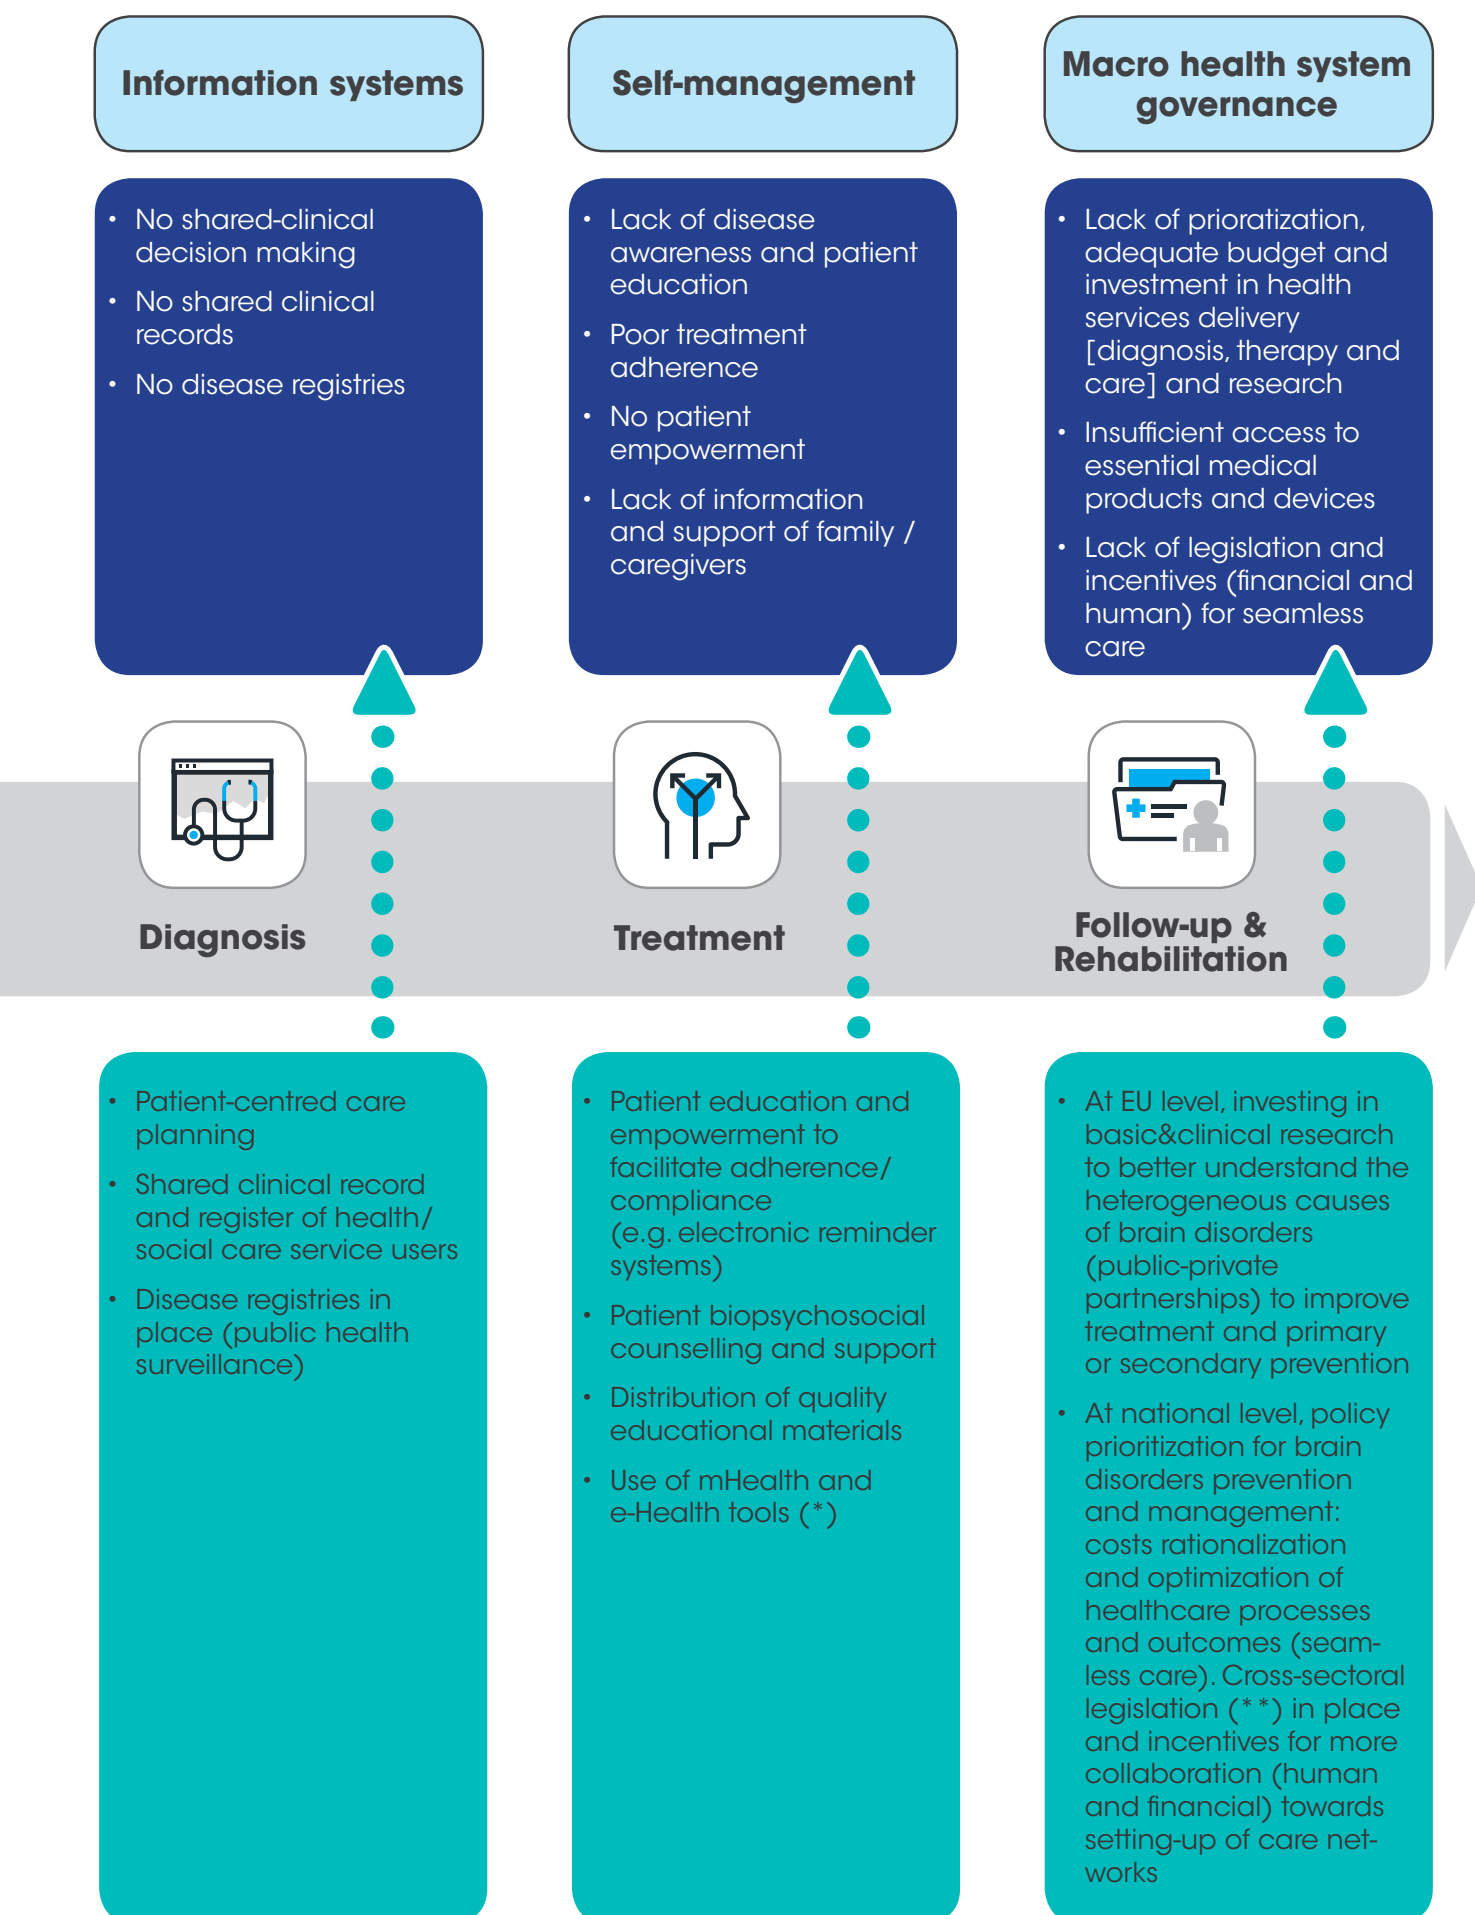 Information systems
Self-management
Macro health system
governance
• No shared-clinical
decision making
• No shared clinical
records
• No disease registries
• Lack of disease
awareness and patient
education
• Poor treatment
adherence
• No patient
empowerment
• Lack of information
and support of family /
caregivers
• Lack of prioratization,
adequate budget and
investment in health
services delivery
[diagnosis, therapy and
care] and research
• Insufficient access to
essential medical
products and devices
• Lack of legislation and
incentives (financial and
human) for seamless
care
Diagnosis
Treatment
Follow-up &
Rehabilitation
• Patient-centred care
planning
• Shared clinical record
and register of health/
social care service users
• Disease registries in
place (public health
surveillance)
• Patient education and
empowerment to
facilitate adherence/
compliance
(e.g. electronic reminder
systems)
• Patient biopsychosocial
counselling and support
• Distribution of quality
educational materials
• Use of mHealth and
e-Health tools (*)
• At EU level, investing in
basic&clinical research
to better understand the
heterogeneous causes
of brain disorders
(public-private
partnerships) to improve
treatment and primary
or secondary prevention
• At national level, policy
prioritization for brain
disorders prevention
and management:
costs rationalization
and optimization of
healthcare processes
and outcomes (seam-
less care). Cross-sectoral
legislation (**) in place
and incentives for more
collaboration (human
and financial) towards
setting-up of care net-
works